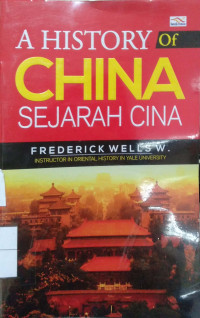 A HISTORY Of
CHINA
SEJARAH CINA
FREDERICK WELLS W.
INSTRUCTOR IN ORIENTAL HISTORY IN YALE UNIVERSITY